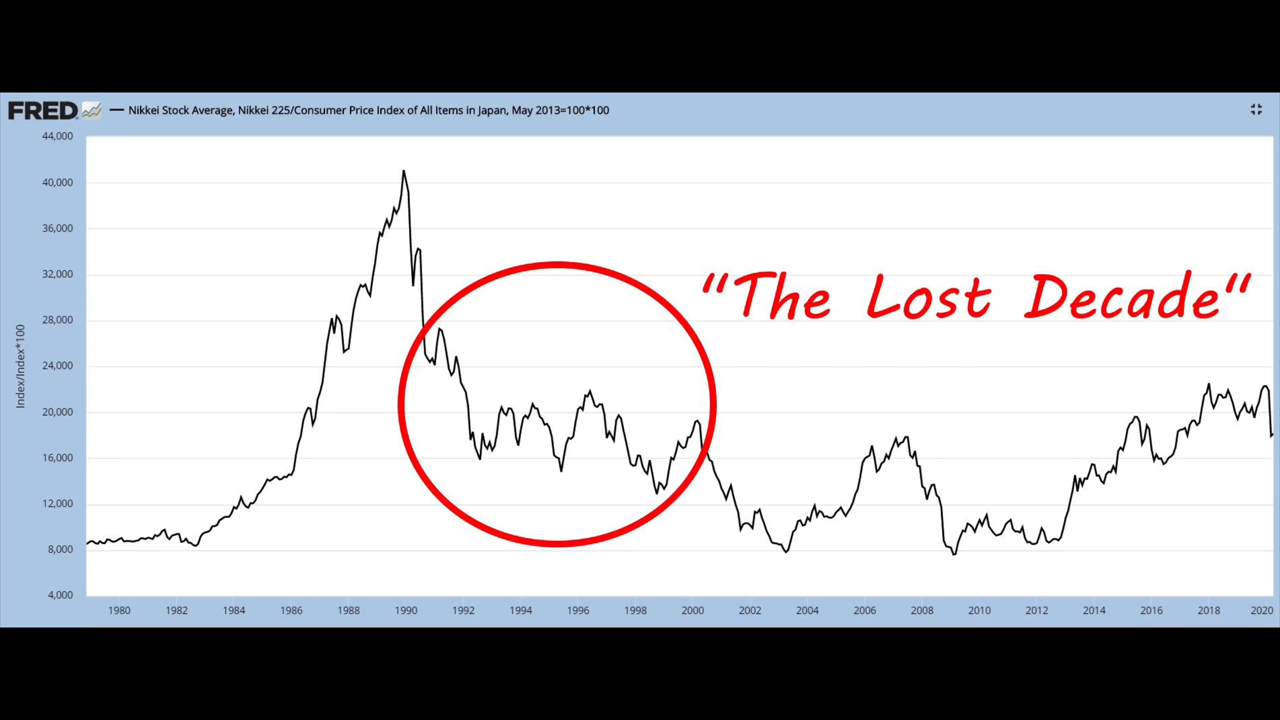 FRED
Nikkei Stock Average, Nikkei 225/Consumer Price Index of All Items in Japan, May 2013=100*100
44,000
40,000
36,000
32,000
28,000
24,000
20,000
16,000
12,000
8,000
4,000
Index/Index*100
"The Lost Decade"
1980 1982 1984 1986 1988 1990 1992 1994 1996 1998 2000 2002 2004 2006 2008 2010 2012 2014 2016 2018 2020